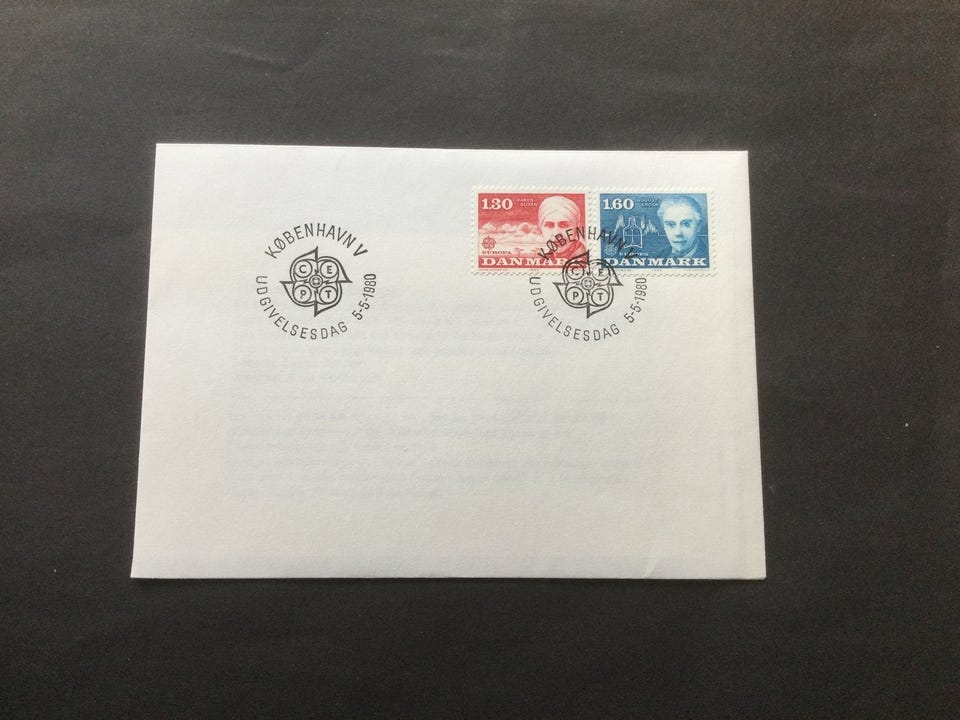 KØBENHAVN V
C E
P T
UDGIVELSESDAG 5-5-1980
1.30 KAREN BLIXEN
EUROPA
DANMARK
1.60 AUGUST KROGH
EUROPA
DANMARK
KØBENHAVN V
C E
P T
UDGIVELSESDAG 5-5-1980